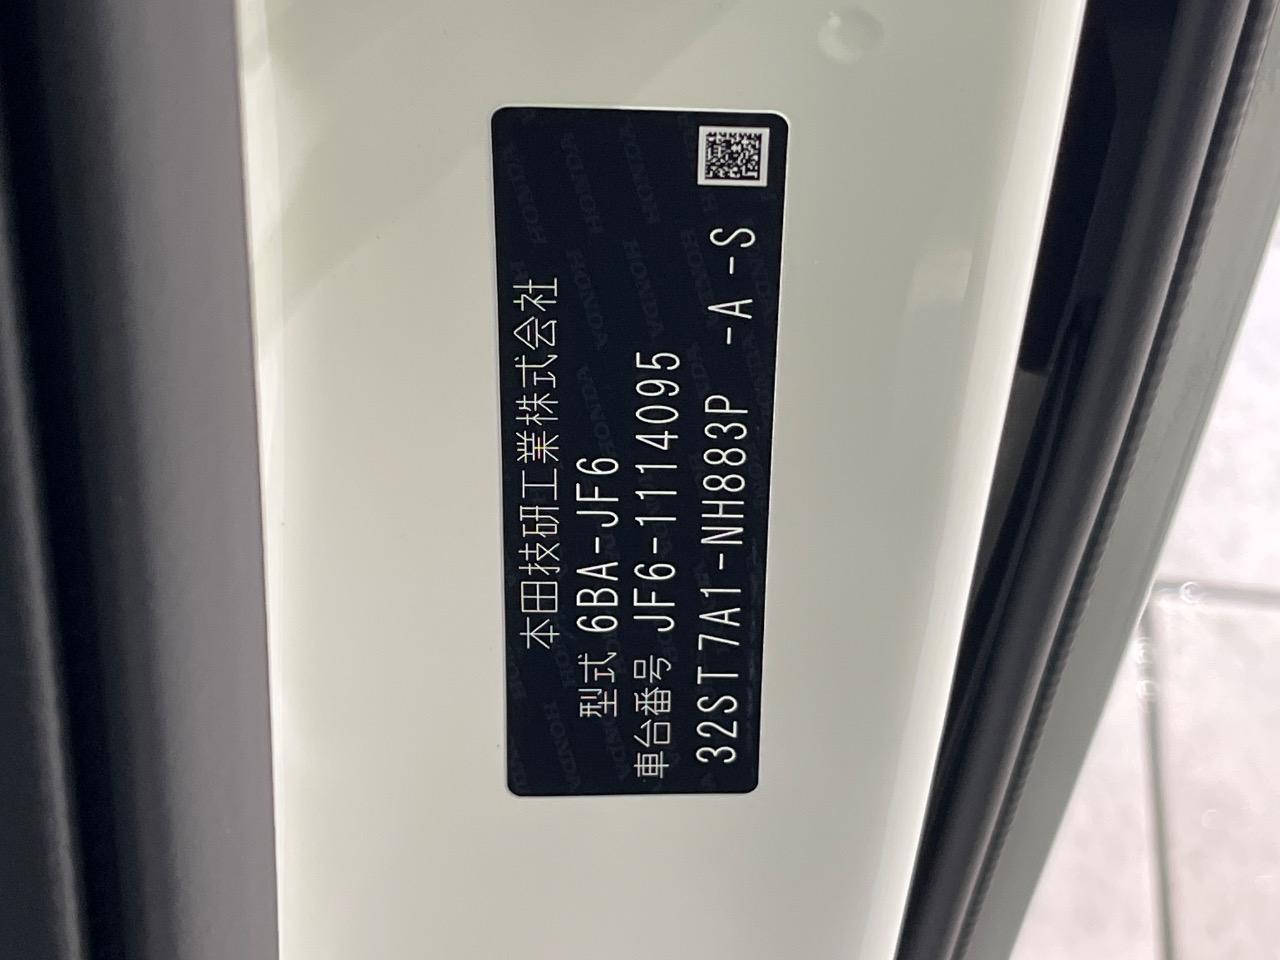 本田技研工業株式会社
型式 6BA-JF6
車台番号 JF6-1114095
32ST7A1-NH883P -A -S